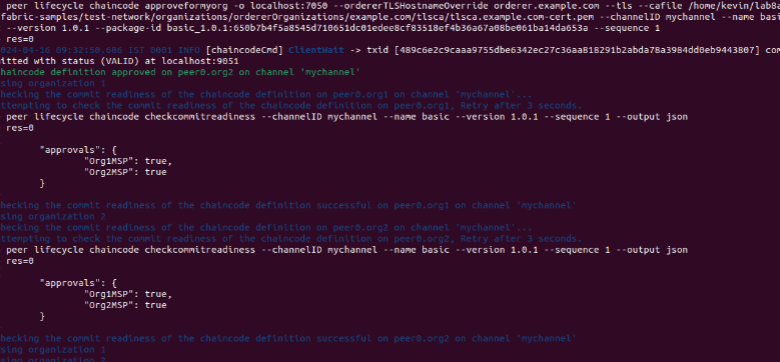 peer lifecycle chaincode approveformyorg -o localhost:7050 --ordererTLSHostnameOverride orderer.example.com --tls --cafile /home/kevin/lab8a
fabric-samples/test-network/organizations/ordererOrganizations/example.com/tlsca/tlsca.example.com-cert.pem --channelID mychannel --name basi
--version 1.0.1 --package-id basic_1.0.1:650b7b4f5a8545d710651dc01edee8cf83518ef4b36a67a08be061ba14da653a --sequence 1
res=0
024-04-16 09:32:50.686 IST 0001 INFO [chaincodeCmd] ClientWait -> txid [489c6e2c9caaa9755dbe6342ec27c36aa818291b2abda78a3984dd0eb9443807] com
itted with status (VALID) at localhost:9051
haincode definition approved on peer0.org2 on channel 'mychannel'
sing organization 1
hecking the commit readiness of the chaincode definition on peer0.org1 on channel 'mychannel'...
ttempting to check the commit readiness of the chaincode definition on peer0.org1, Retry after 3 seconds.
peer lifecycle chaincode checkcommitreadiness --channelID mychannel --name basic --version 1.0.1 --sequence 1 --output json
res=0
"approvals": {
"Org1MSP": true,
"Org2MSP": true
}
hecking the commit readiness of the chaincode definition successful on peer0.org1 on channel 'mychannel'
sing organization 2
hecking the commit readiness of the chaincode definition on peer0.org2 on channel 'mychannel'...
ttempting to check the commit readiness of the chaincode definition on peer0.org2, Retry after 3 seconds.
peer lifecycle chaincode checkcommitreadiness --channelID mychannel --name basic --version 1.0.1 --sequence 1 --output json
res=0
"approvals": {
"Org1MSP": true,
"Org2MSP": true
}
hecking the commit readiness of the chaincode definition successful on peer0.org2 on channel 'mychannel'
sing organization 1
sing organization 2